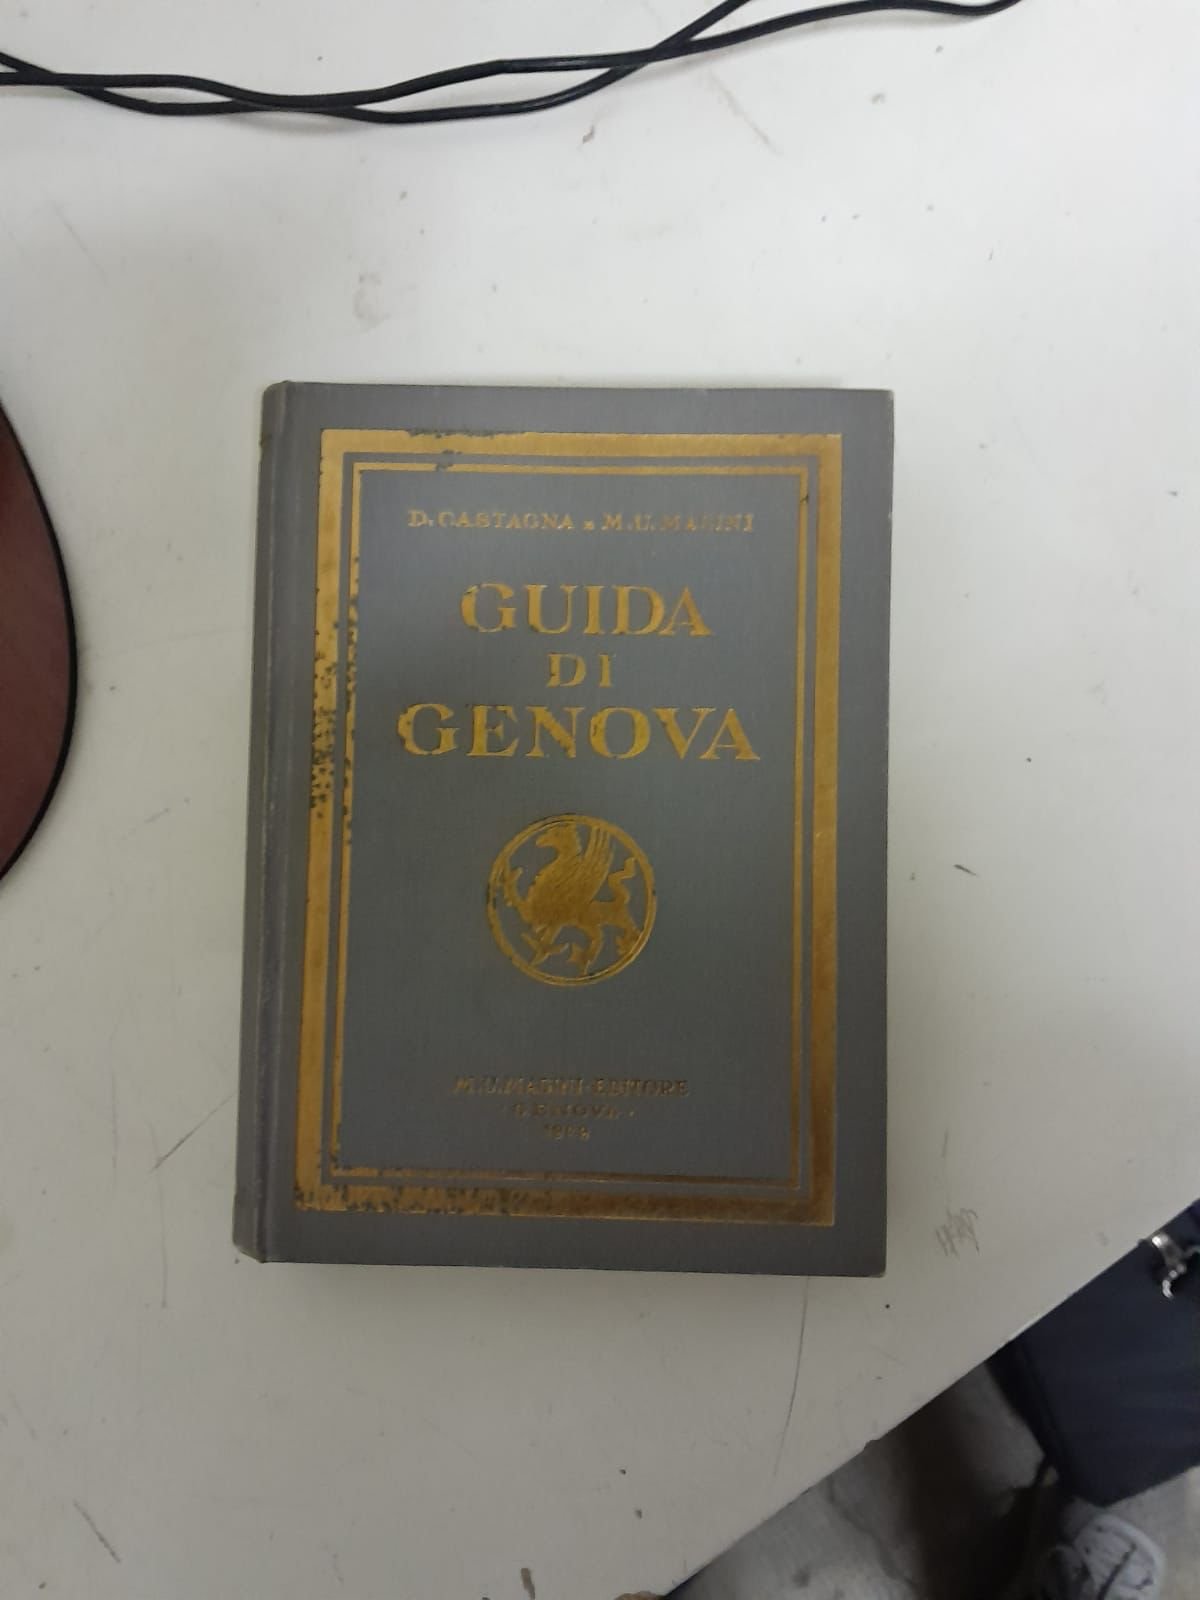 D. CASTAGNA E M.U. MASINI
GUIDA
DI
GENOVA
M.U. MASINI · EDITORE
· GENOVA ·